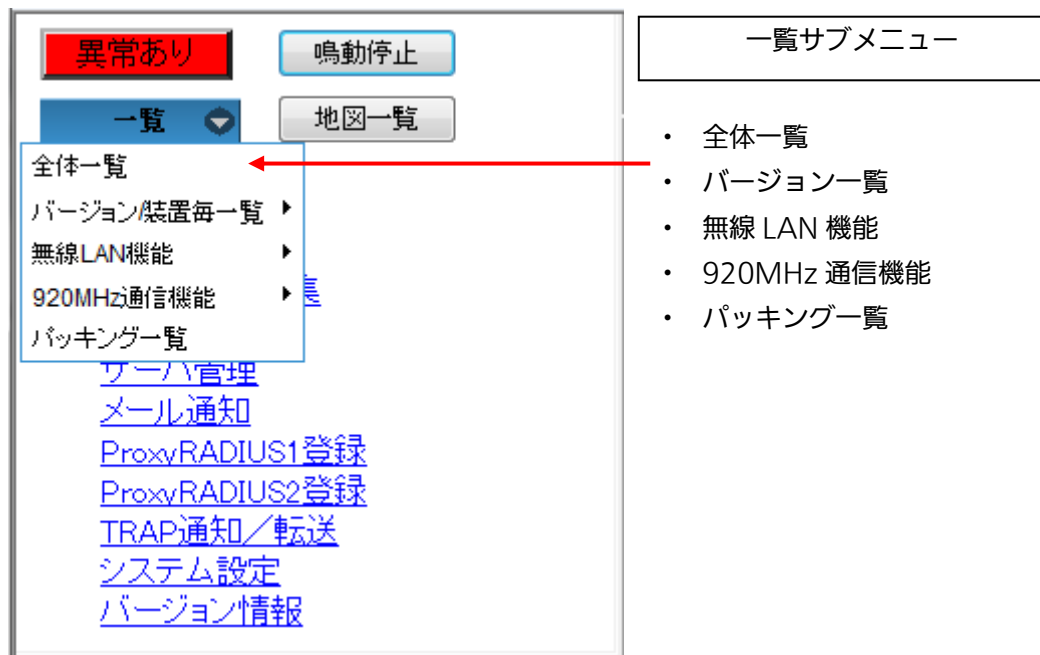 異常あり
鳴動停止
一覧
地図一覧
全体一覧
バージョン/装置毎一覧
無線LAN機能
920MHz通信機能
パッキング一覧
サーバ管理
メール通知
ProxyRADIUS1登録
ProxyRADIUS2登録
TRAP通知／転送
システム設定
バージョン情報
一覧サブメニュー
・ 全体一覧
・ バージョン一覧
・ 無線 LAN 機能
・ 920MHz 通信機能
・ パッキング一覧